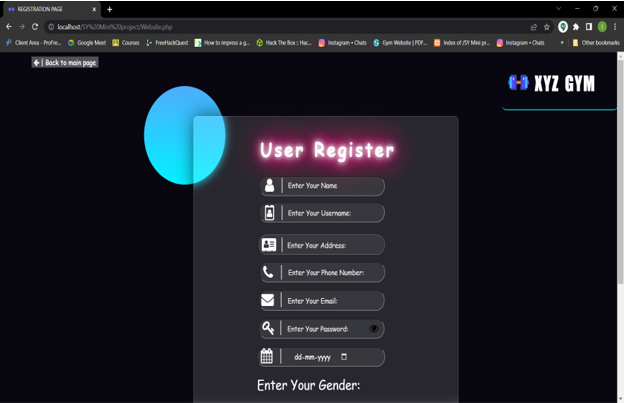 REGISTRATION PAGE
localhost/SY%20Mini%20project/Website.php
Client Area - ProFre... Google Meet Courses FreeHackQuest How to impress a g... Hack The Box :: Hac... Instagram • Chats Gym Website | PDF... Index of /SY Mini pr... Instagram • Chats » Other bookmarks
| Back to main page
XYZ GYM
User Register
Enter Your Name
Enter Your Username:
Enter Your Address:
Enter Your Phone Number:
Enter Your Email:
Enter Your Password:
dd-mm-yyyy
Enter Your Gender: